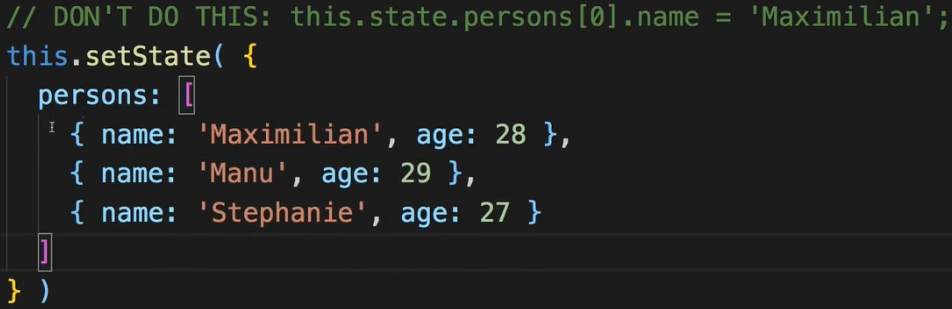 // DON'T DO THIS: this.state.persons[0].name = 'Maximilian';
this.setState( {
persons: [
{ name: 'Maximilian', age: 28 },
{ name: 'Manu', age: 29 },
{ name: 'Stephanie', age: 27 }
]
} )